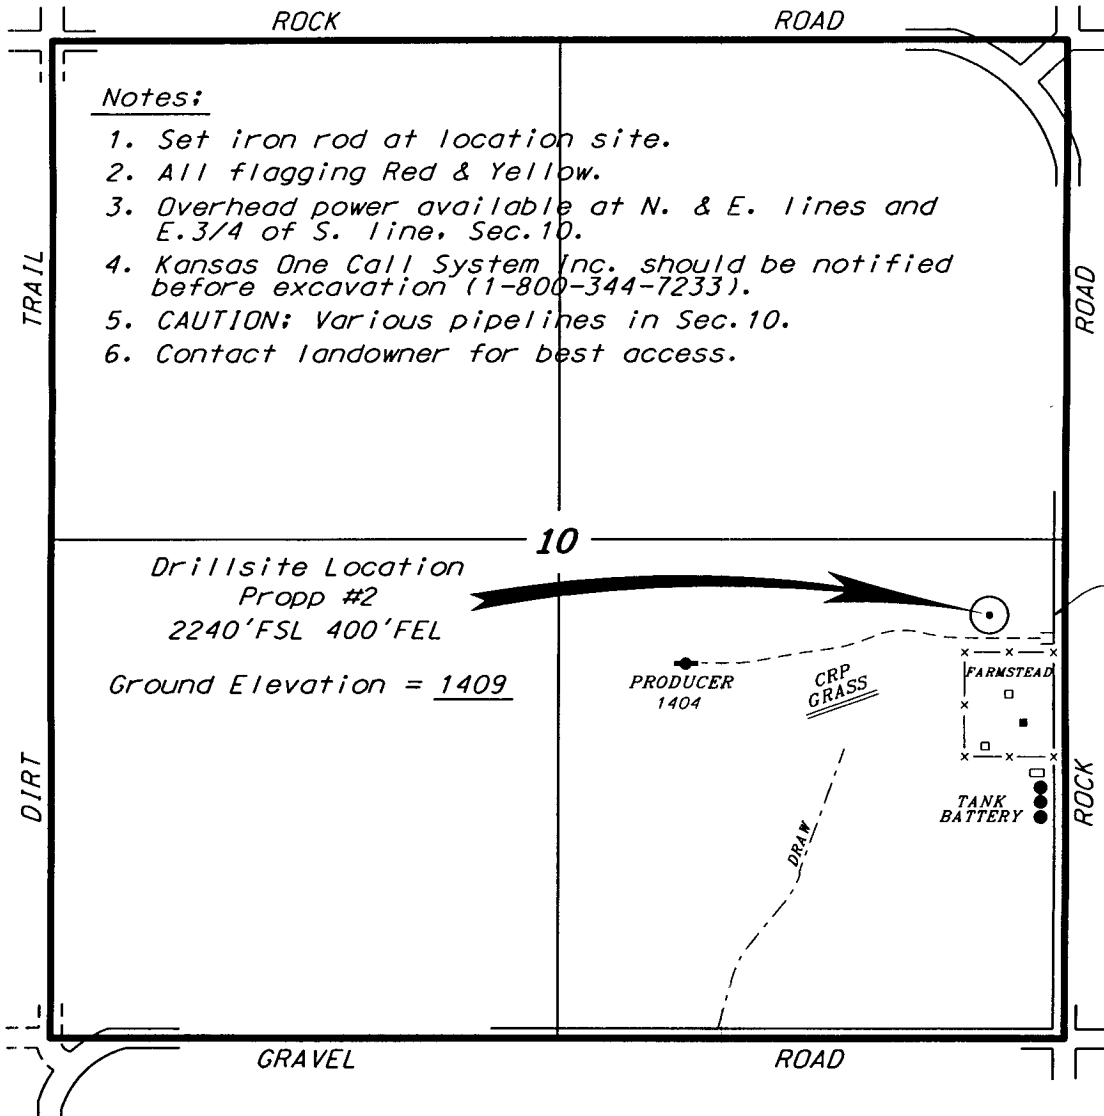 ROCK ROAD
Notes:
1. Set iron rod at location site.
2. All flagging Red & Yellow.
3. Overhead power available at N. & E. lines and
E.3/4 of S. line, Sec.10.
4. Kansas One Call System Inc. should be notified
before excavation (1-800-344-7233).
5. CAUTION: Various pipelines in Sec.10.
6. Contact landowner for best access.
TRAIL
ROAD
10
Drillsite Location
Propp #2
2240'FSL 400'FEL
Ground Elevation = 1409
PRODUCER
1404
CRP
GRASS
FARMSTEAD
DIRT
ROCK
TANK
BATTERY
DRAW
GRAVEL ROAD